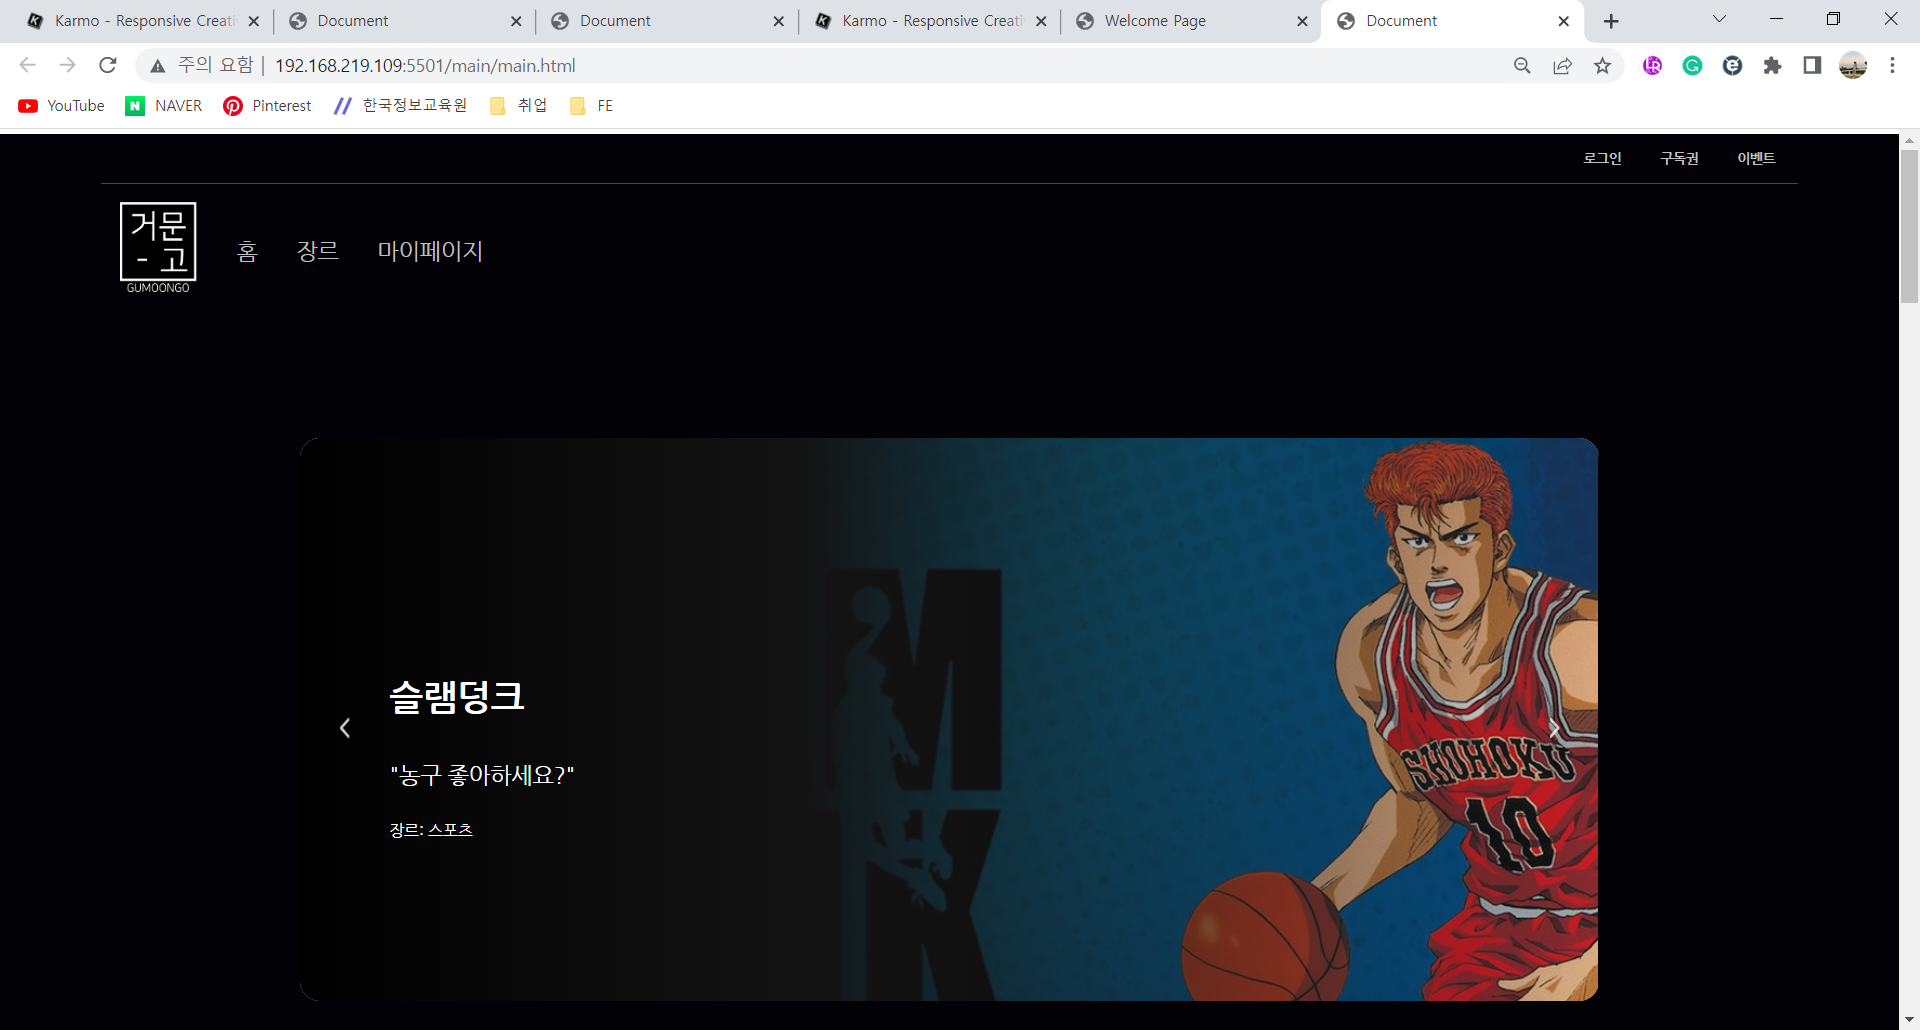 Karmo - Responsive Creati
Document
Document
Karmo - Responsive Creati
Welcome Page
Document
주의 요함
192.168.219.109:5501/main/main.html
YouTube
NAVER
Pinterest
한국정보교육원
취업
FE
로그인
구독권
이벤트
거문
- 고
GUMOONGO
홈
장르
마이페이지
슬램덩크
"농구 좋아하세요?"
장르: 스포츠
M
K
SHOHOKU
10